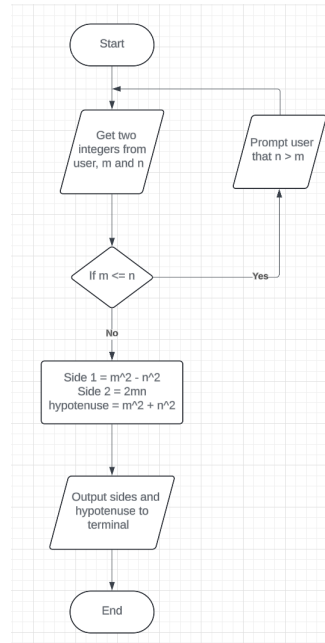 Start
Get two
integers from
user, m and n
Prompt user
that n > m
If m <= n
Yes
No
Side 1 = m^2 - n^2
Side 2 = 2mn
hypotenuse = m^2 + n^2
Output sides and
hypotenuse to
terminal
End